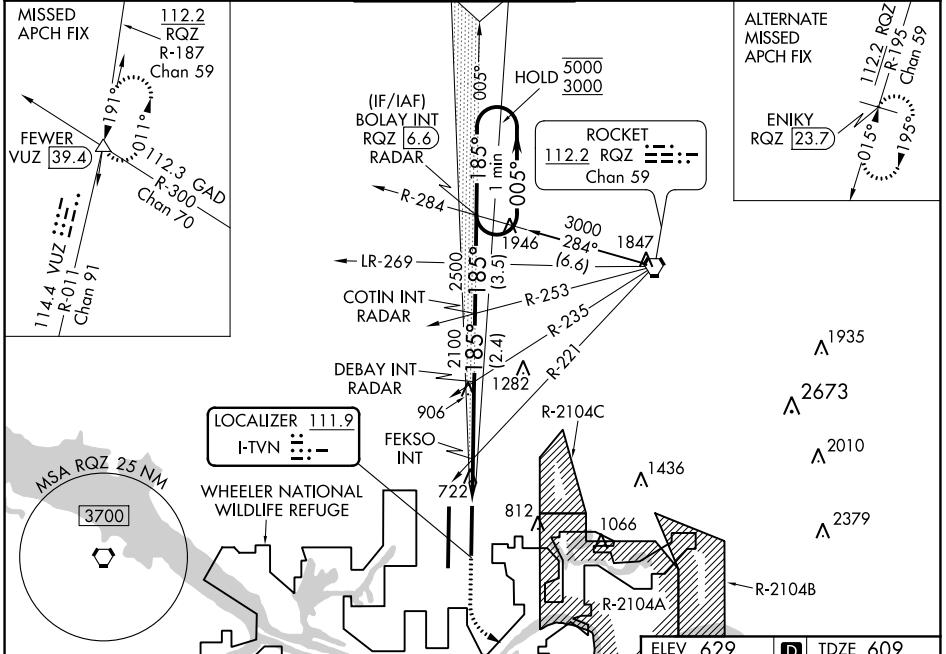 MISSED
APCH FIX
112.2
RQZ
R-187
Chan 59
191°
011°
FEWER
VUZ 39.4
112.3 GAD
R-300
Chan 70
114.4 VUZ
R-011
Chan 91
ALTERNATE
MISSED
APCH FIX
112.2 RQZ
R-195
Chan 59
ENIKY
RQZ 23.7
015°
195°
005°
HOLD 5000
3000
(IF/IAF)
BOLAY INT
RQZ 6.6
RADAR
185°
1 min
005°
ROCKET
112.2 RQZ
Chan 59
R-284
1946
3000
284°
(6.6)
1847
LR-269
2500
185°
(3.5)
R-253
COTIN INT
RADAR
R-235
2100
185°
(2.4)
R-221
DEBAY INT
RADAR
1282
906
1935
2673
LOCALIZER 111.9
I-TVN
FEKSO
INT
R-2104C
2010
MSA RQZ 25 NM
3700
WHEELER NATIONAL
WILDLIFE REFUGE
722
812
1436
1066
2379
R-2104B
R-2104A
ELEV 629
D
TDZE 609